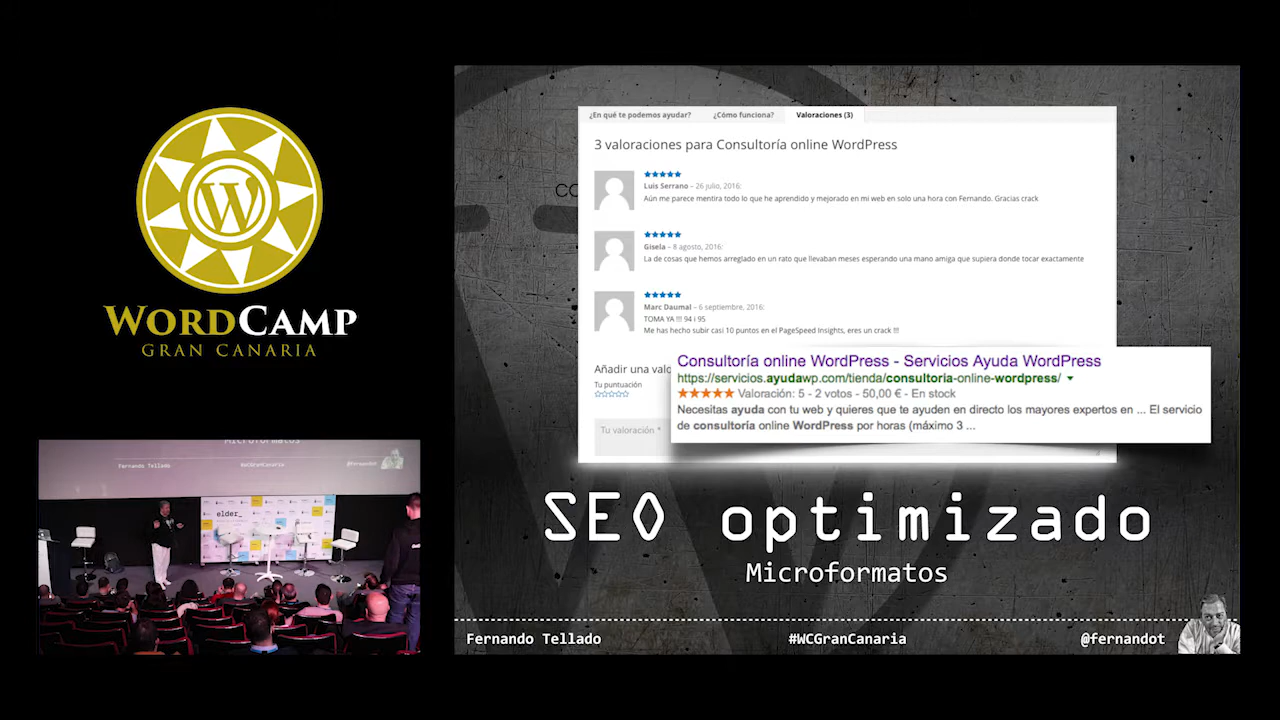 WORDCAMP
GRAN CANARIA
¿En qué te podemos ayudar? ¿Cómo funciona? Valoraciones (3)
3 valoraciones para Consultoría online WordPress
Luis Serrano – 26 julio, 2016:
Aún me parece mentira todo lo que he aprendido y mejorado en mi web en solo una hora con Fernando. Gracias crack
Gisela – 8 agosto, 2016:
La de cosas que hemos arreglado en un rato que llevaban meses esperando una mano amiga que supiera donde tocar exactamente
Marc Daumal – 6 septiembre, 2016:
TOMA YA !!! 94 i 95
Me has hecho subir casi 10 puntos en el PageSpeed Insights, eres un crack !!!
Añadir una valo
Tu puntuación
Tu valoración *
Consultoría online WordPress - Servicios Ayuda WordPress
https://servicios.ayudawp.com/tienda/consultoria-online-wordpress/
Valoración: 5 - 2 votos - 50,00 € - En stock
Necesitas ayuda con tu web y quieres que te ayuden en directo los mayores expertos en ... El servicio
de consultoría online WordPress por horas (máximo 3 ...
SEO optimizado
Microformatos
Fernando Tellado #WCGranCanaria @fernandot
Microformatos
Fernando Tellado #WCGranCanaria @fernandot
elder_